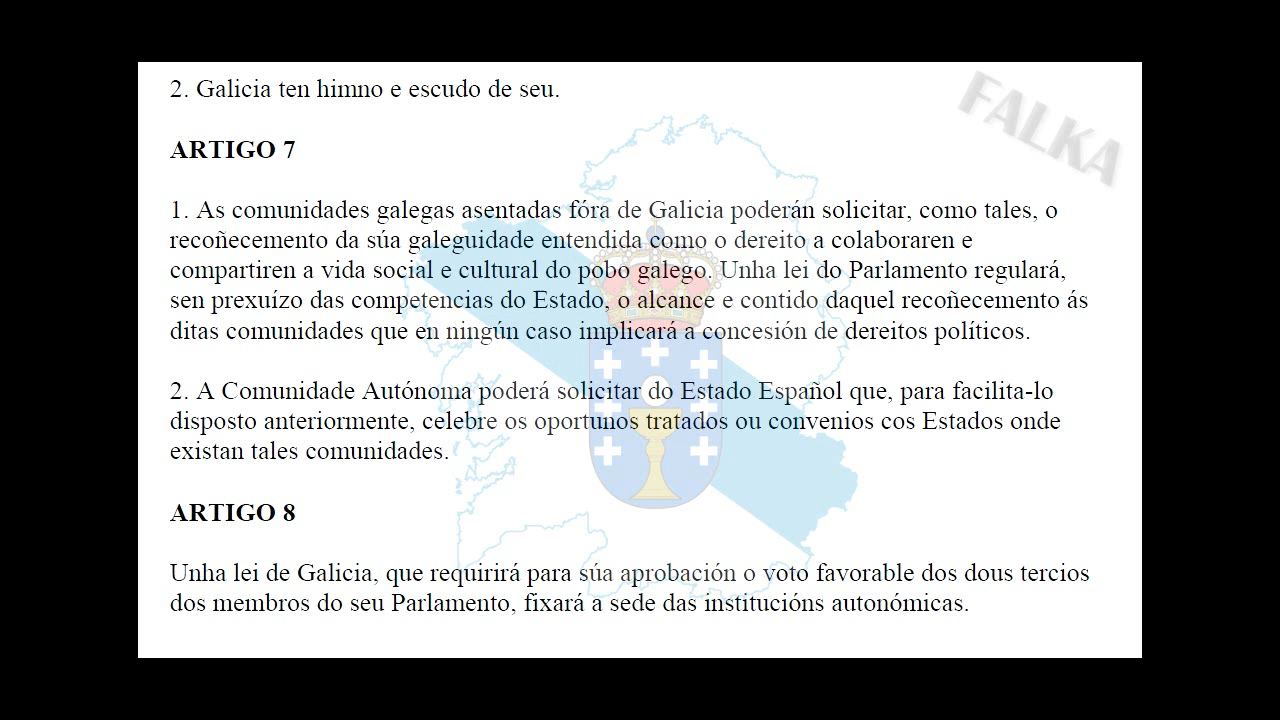 2. Galicia ten himno e escudo de seu.
FALKA
ARTIGO 7
1. As comunidades galegas asentadas fóra de Galicia poderán solicitar, como tales, o
recoñecemento da súa galeguidade entendida como o dereito a colaboraren e
compartiren a vida social e cultural do pobo galego. Unha lei do Parlamento regulará,
sen prexuízo das competencias do Estado, o alcance e contido daquel recoñecemento ás
ditas comunidades que en ningún caso implicará a concesión de dereitos políticos.
2. A Comunidade Autónoma poderá solicitar do Estado Español que, para facilita-lo
disposto anteriormente, celebre os oportunos tratados ou convenios cos Estados onde
existan tales comunidades.
ARTIGO 8
Unha lei de Galicia, que requirirá para súa aprobación o voto favorable dos dous tercios
dos membros do seu Parlamento, fixará a sede das institucións autonómicas.